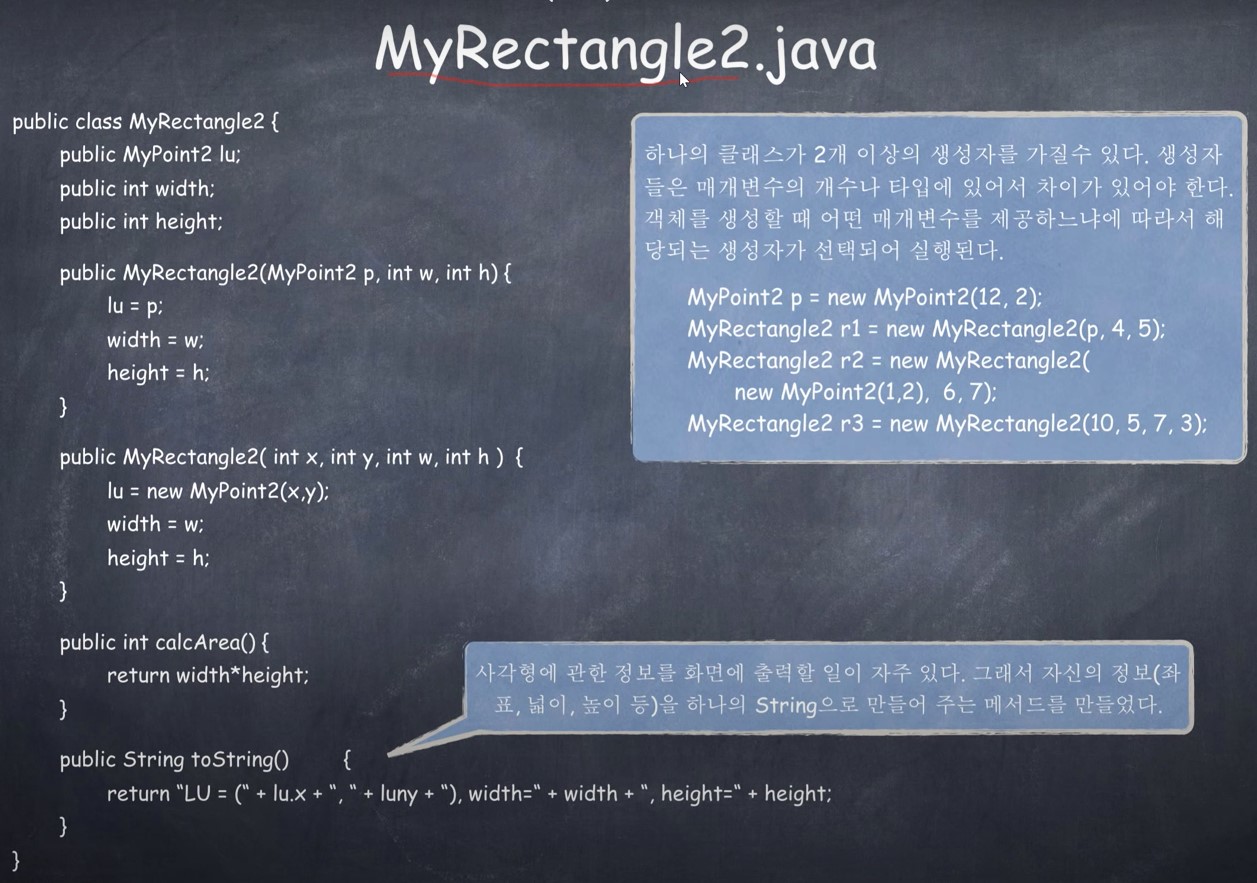 MyRectangle2.java
public class MyRectangle2 {
public MyPoint2 lu;
public int width;
public int height;
public MyRectangle2(MyPoint2 p, int w, int h) {
lu = p;
width = w;
height = h;
}
public MyRectangle2( int x, int y, int w, int h ) {
lu = new MyPoint2(x,y);
width = w;
height = h;
}
public int calcArea() {
return width*height;
}
public String toString() {
return “LU = (“ + lu.x + “, “ + luny + “), width=“ + width + “, height=“ + height;
}
}
하나의 클래스가 2개 이상의 생성자를 가질수 있다. 생성자
들은 매개변수의 개수나 타입에 있어서 차이가 있어야 한다.
객체를 생성할 때 어떤 매개변수를 제공하느냐에 따라서 해
당되는 생성자가 선택되어 실행된다.
MyPoint2 p = new MyPoint2(12, 2);
MyRectangle2 r1 = new MyRectangle2(p, 4, 5);
MyRectangle2 r2 = new MyRectangle2(
new MyPoint2(1,2), 6, 7);
MyRectangle2 r3 = new MyRectangle2(10, 5, 7, 3);
사각형에 관한 정보를 화면에 출력할 일이 자주 있다. 그래서 자신의 정보(좌
표, 넓이, 높이 등)을 하나의 String으로 만들어 주는 메서드를 만들었다.